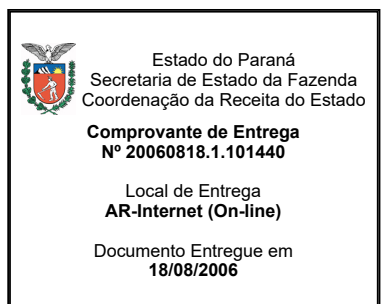 Estado do Paraná
Secretaria de Estado da Fazenda
Coordenação da Receita do Estado
Comprovante de Entrega
Nº 20060818.1.101440
Local de Entrega
AR-Internet (On-line)
Documento Entregue em
18/08/2006